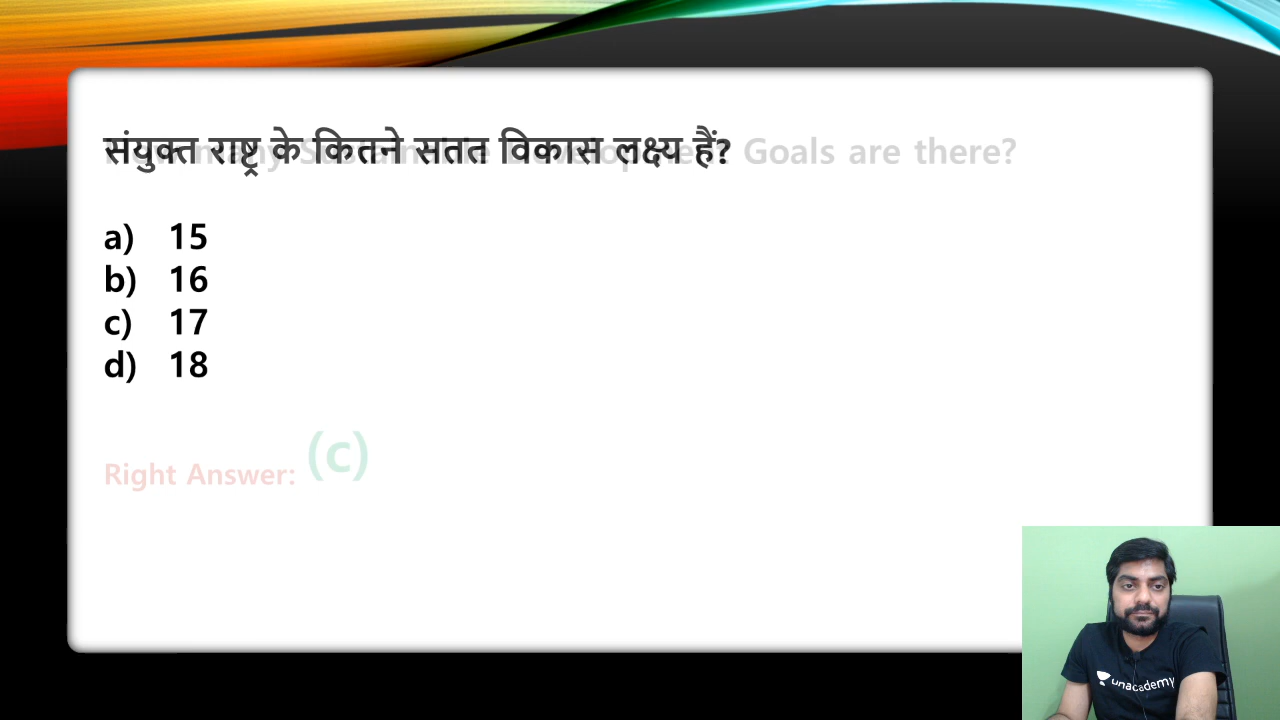 संयुक्त राष्ट्र के कितने सतत विकास लक्ष्य हैं? Goals are there?
a) 15
b) 16
c) 17
d) 18
Right Answer: (c)
unacademy